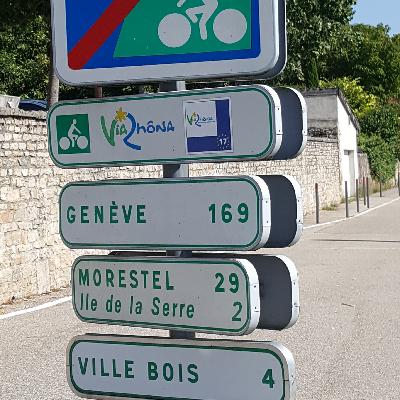 ViaRhôna
ViaRhôna
17
GENÈVE 169
MORESTEL 29
Ile de la Serre 2
VILLE BOIS 4